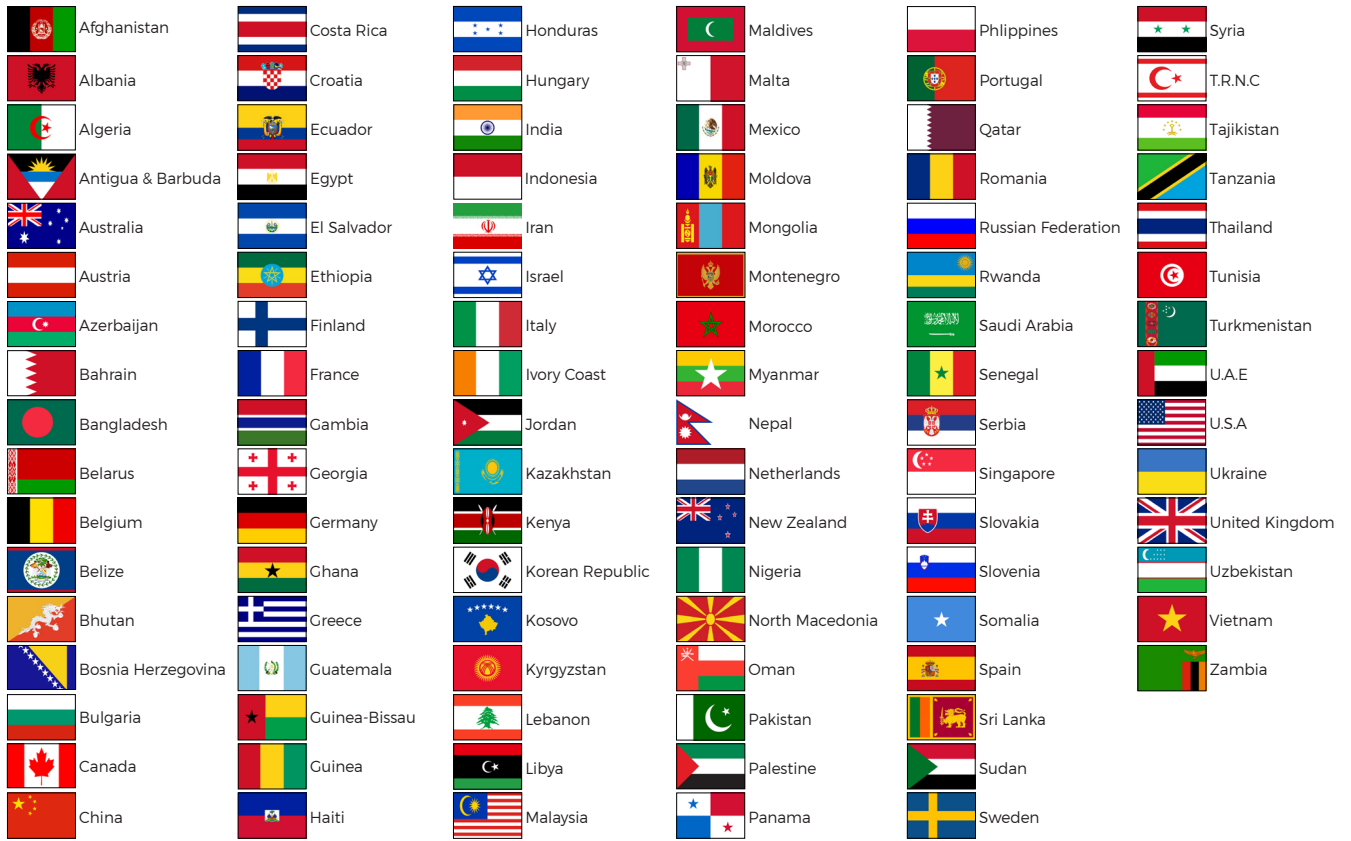 Afghanistan
Albania
Algeria
Antigua & Barbuda
Australia
Austria
Azerbaijan
Bahrain
Bangladesh
Belarus
Belgium
Belize
Bhutan
Bosnia Herzegovina
Bulgaria
Canada
China
Costa Rica
Croatia
Ecuador
Egypt
El Salvador
Ethiopia
Finland
France
Gambia
Georgia
Germany
Ghana
Greece
Guatemala
Guinea-Bissau
Guinea
Haiti
Honduras
Hungary
India
Indonesia
Iran
Israel
Italy
Ivory Coast
Jordan
Kazakhstan
Kenya
Korean Republic
Kosovo
Kyrgyzstan
Lebanon
Libya
Malaysia
Maldives
Malta
Mexico
Moldova
Mongolia
Montenegro
Morocco
Myanmar
Nepal
Netherlands
New Zealand
Nigeria
North Macedonia
Oman
Pakistan
Palestine
Panama
Phlippines
Portugal
Qatar
Romania
Russian Federation
Rwanda
Saudi Arabia
Senegal
Serbia
Singapore
Slovakia
Slovenia
Somalia
Spain
Sri Lanka
Sudan
Sweden
Syria
T.R.N.C
Tajikistan
Tanzania
Thailand
Tunisia
Turkmenistan
U.A.E
U.S.A
Ukraine
United Kingdom
Uzbekistan
Vietnam
Zambia